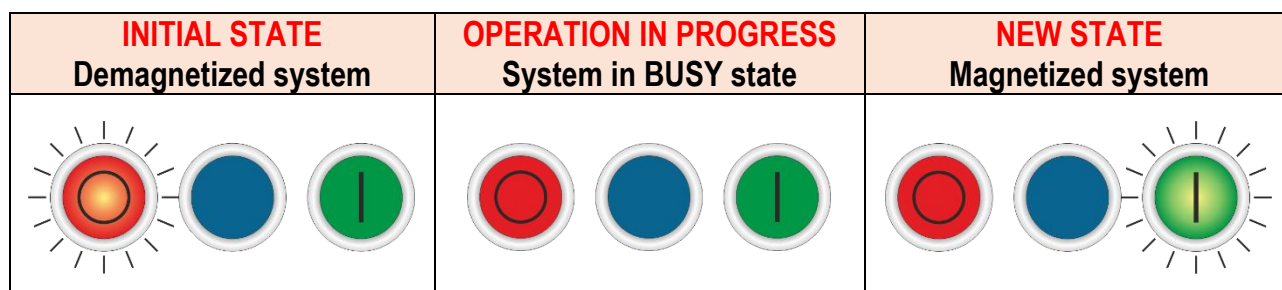 INITIAL STATE
Demagnetized system
OPERATION IN PROGRESS
System in BUSY state
NEW STATE
Magnetized system